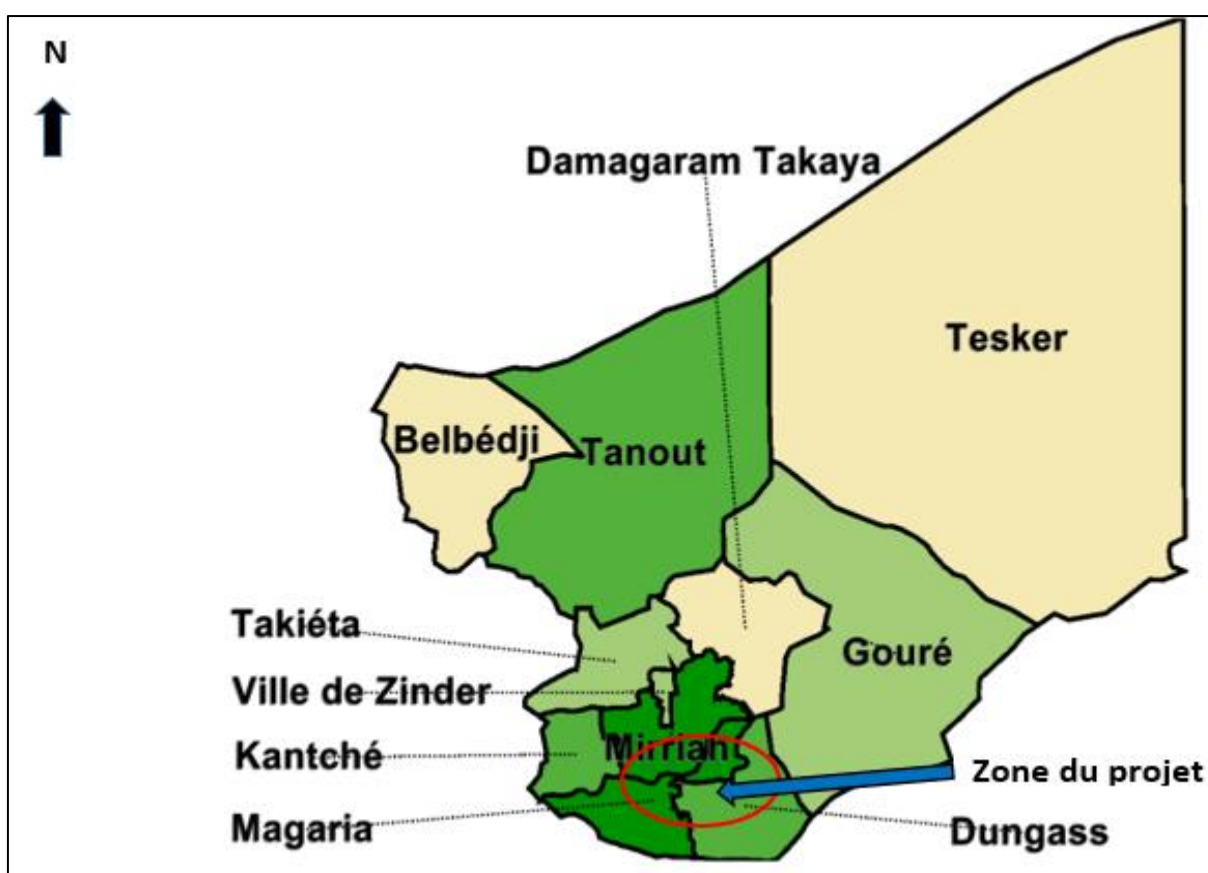 N
Damagaram Takaya
Tesker
Belbédji
Tanout
Takiéta
Gouré
Ville de Zinder
Mirriah
Kantché
Zone du projet
Magaria
Dungass